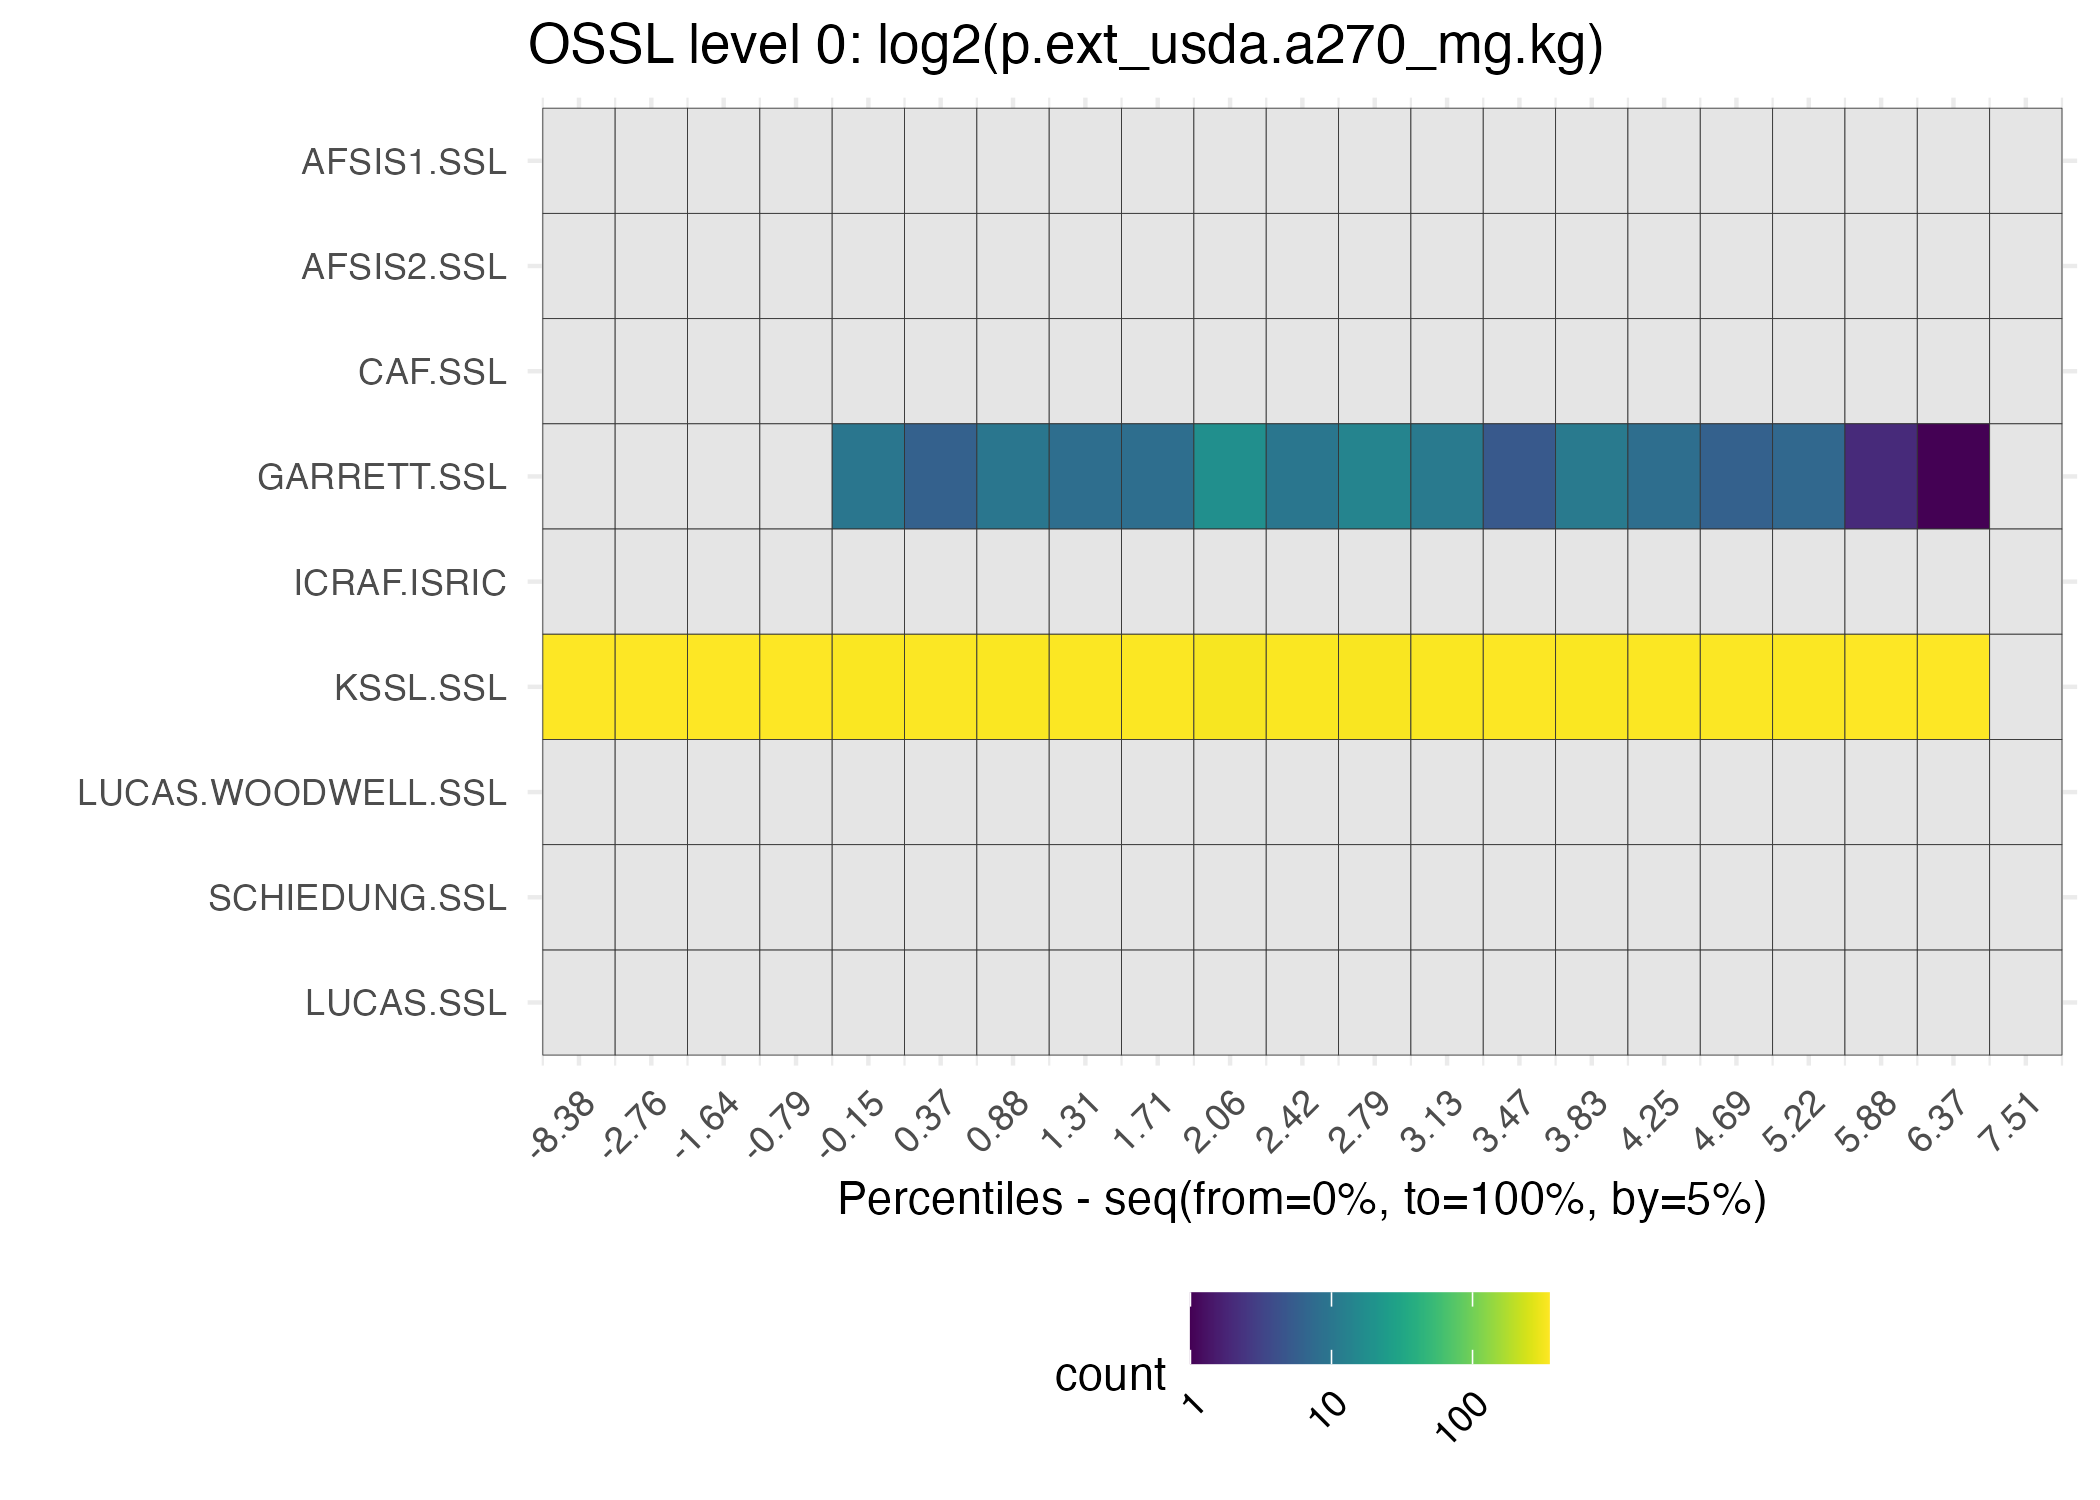 OSSL level 0: log2(p.ext_usda.a270_mg.kg)
AFSIS1.SSL
AFSIS2.SSL
CAF.SSL
GARRETT.SSL
ICRAF.ISRIC
KSSL.SSL
LUCAS.WOODWELL.SSL
SCHIEDUNG.SSL
LUCAS.SSL
-8.38 -2.76 -1.64 -0.79 -0.15 0.37 0.88 1.31 1.71 2.06 2.42 2.79 3.13 3.47 3.83 4.25 4.69 5.22 5.88 6.37 7.51
Percentiles - seq(from=0%, to=100%, by=5%)
count
1 10 100